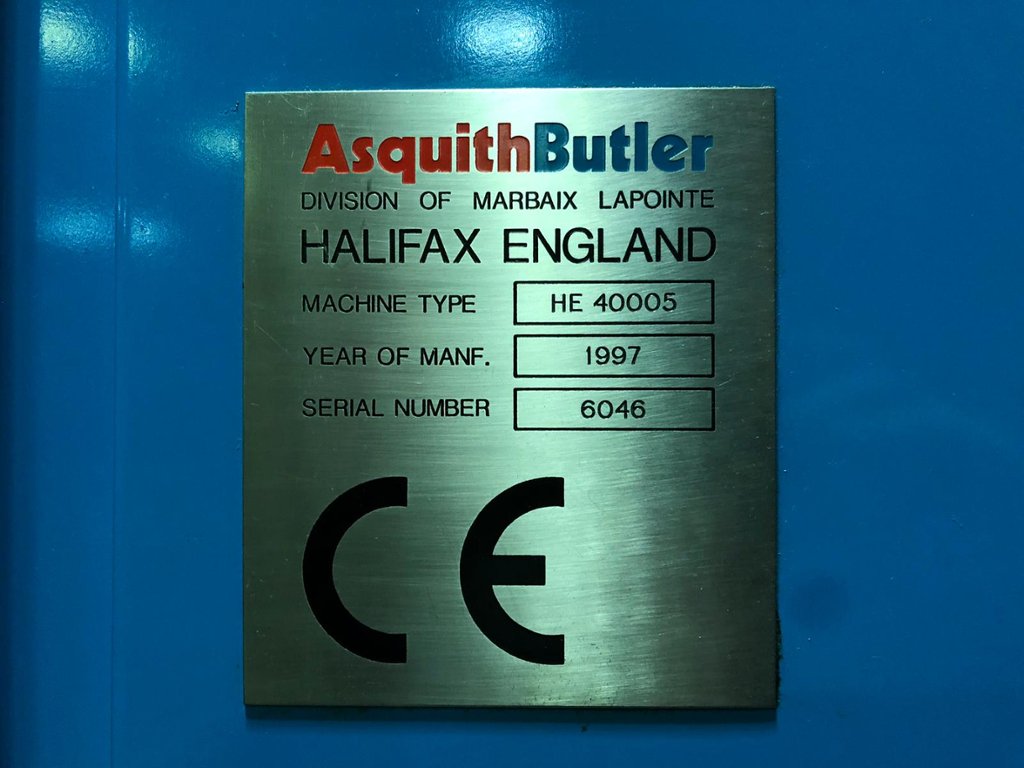 AsquithButler
DIVISION OF MARBAIX LAPOINTE
HALIFAX ENGLAND
MACHINE TYPE HE 40005
YEAR OF MANF. 1997
SERIAL NUMBER 6046
CE